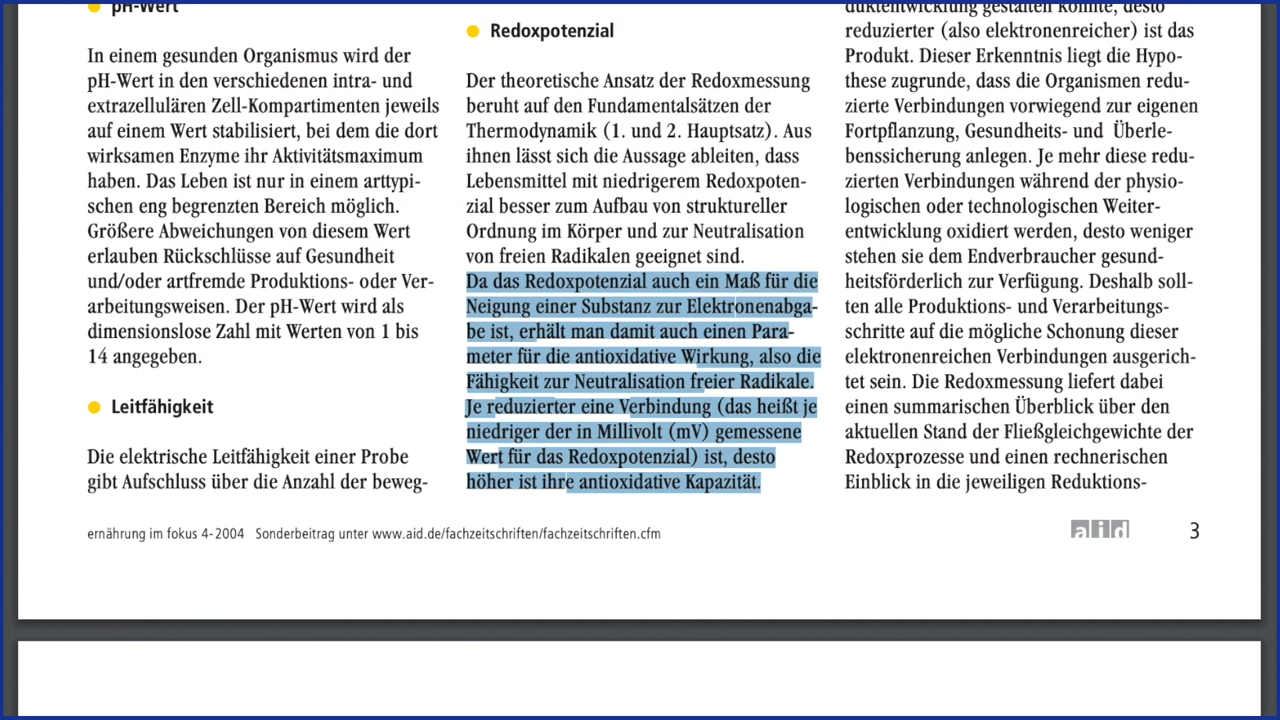 pH-Wert
In einem gesunden Organismus wird der
pH-Wert in den verschiedenen intra- und
extrazellulären Zell-Kompartimenten jeweils
auf einem Wert stabilisiert, bei dem die dort
wirksamen Enzyme ihr Aktivitätsmaximum
haben. Das Leben ist nur in einem arttypi-
schen eng begrenzten Bereich möglich.
Größere Abweichungen von diesem Wert
erlauben Rückschlüsse auf Gesundheit
und/oder artfremde Produktions- oder Ver-
arbeitungsweisen. Der pH-Wert wird als
dimensionslose Zahl mit Werten von 1 bis
14 angegeben.
Leitfähigkeit
Die elektrische Leitfähigkeit einer Probe
gibt Aufschluss über die Anzahl der beweg-
Redoxpotenzial
Der theoretische Ansatz der Redoxmessung
beruht auf den Fundamentalsätzen der
Thermodynamik (1. und 2. Hauptsatz). Aus
ihnen lässt sich die Aussage ableiten, dass
Lebensmittel mit niedrigerem Redoxpoten-
zial besser zum Aufbau von struktureller
Ordnung im Körper und zur Neutralisation
von freien Radikalen geeignet sind.
Da das Redoxpotenzial auch ein Maß für die
Neigung einer Substanz zur Elektronenabga-
be ist, erhält man damit auch einen Para-
meter für die antioxidative Wirkung, also die
Fähigkeit zur Neutralisation freier Radikale.
Je reduzierter eine Verbindung (das heißt je
niedriger der in Millivolt (mV) gemessene
Wert für das Redoxpotenzial) ist, desto
höher ist ihre antioxidative Kapazität.
duktentwicklung gestalten konnte, desto
reduzierter (also elektronenreicher) ist das
Produkt. Dieser Erkenntnis liegt die Hypo-
these zugrunde, dass die Organismen redu-
zierte Verbindungen vorwiegend zur eigenen
Fortpflanzung, Gesundheits- und Überle-
benssicherung anlegen. Je mehr diese redu-
zierten Verbindungen während der physio-
logischen oder technologischen Weiter-
entwicklung oxidiert werden, desto weniger
stehen sie dem Endverbraucher gesund-
heitsförderlich zur Verfügung. Deshalb soll-
ten alle Produktions- und Verarbeitungs-
schritte auf die mögliche Schonung dieser
elektronenreichen Verbindungen ausgerich-
tet sein. Die Redoxmessung liefert dabei
einen summarischen Überblick über den
aktuellen Stand der Fließgleichgewichte der
Redoxprozesse und einen rechnerischen
Einblick in die jeweiligen Reduktions-
ernährung im fokus 4-2004 Sonderbeitrag unter www.aid.de/fachzeitschriften/fachzeitschriften.cfm
aid
3